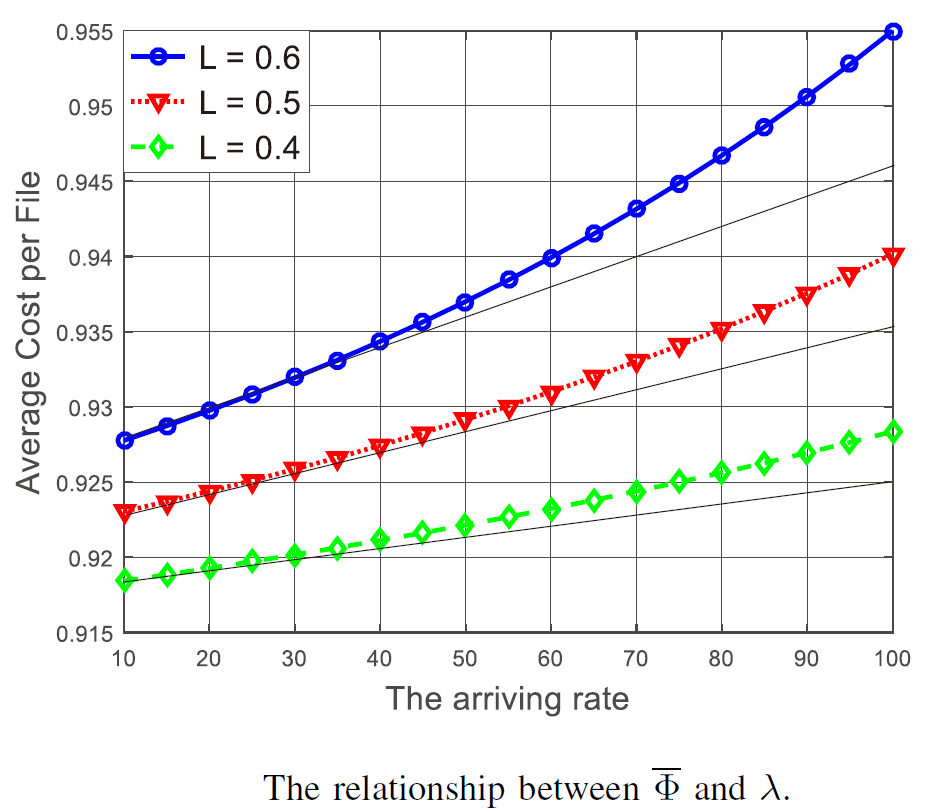 0.955
0.95
0.945
0.94
0.935
0.93
0.925
0.92
0.915
L = 0.6
L = 0.5
L = 0.4
Average Cost per File
10 20 30 40 50 60 70 80 90 100
The arriving rate
The relationship between Φ̅ and λ.